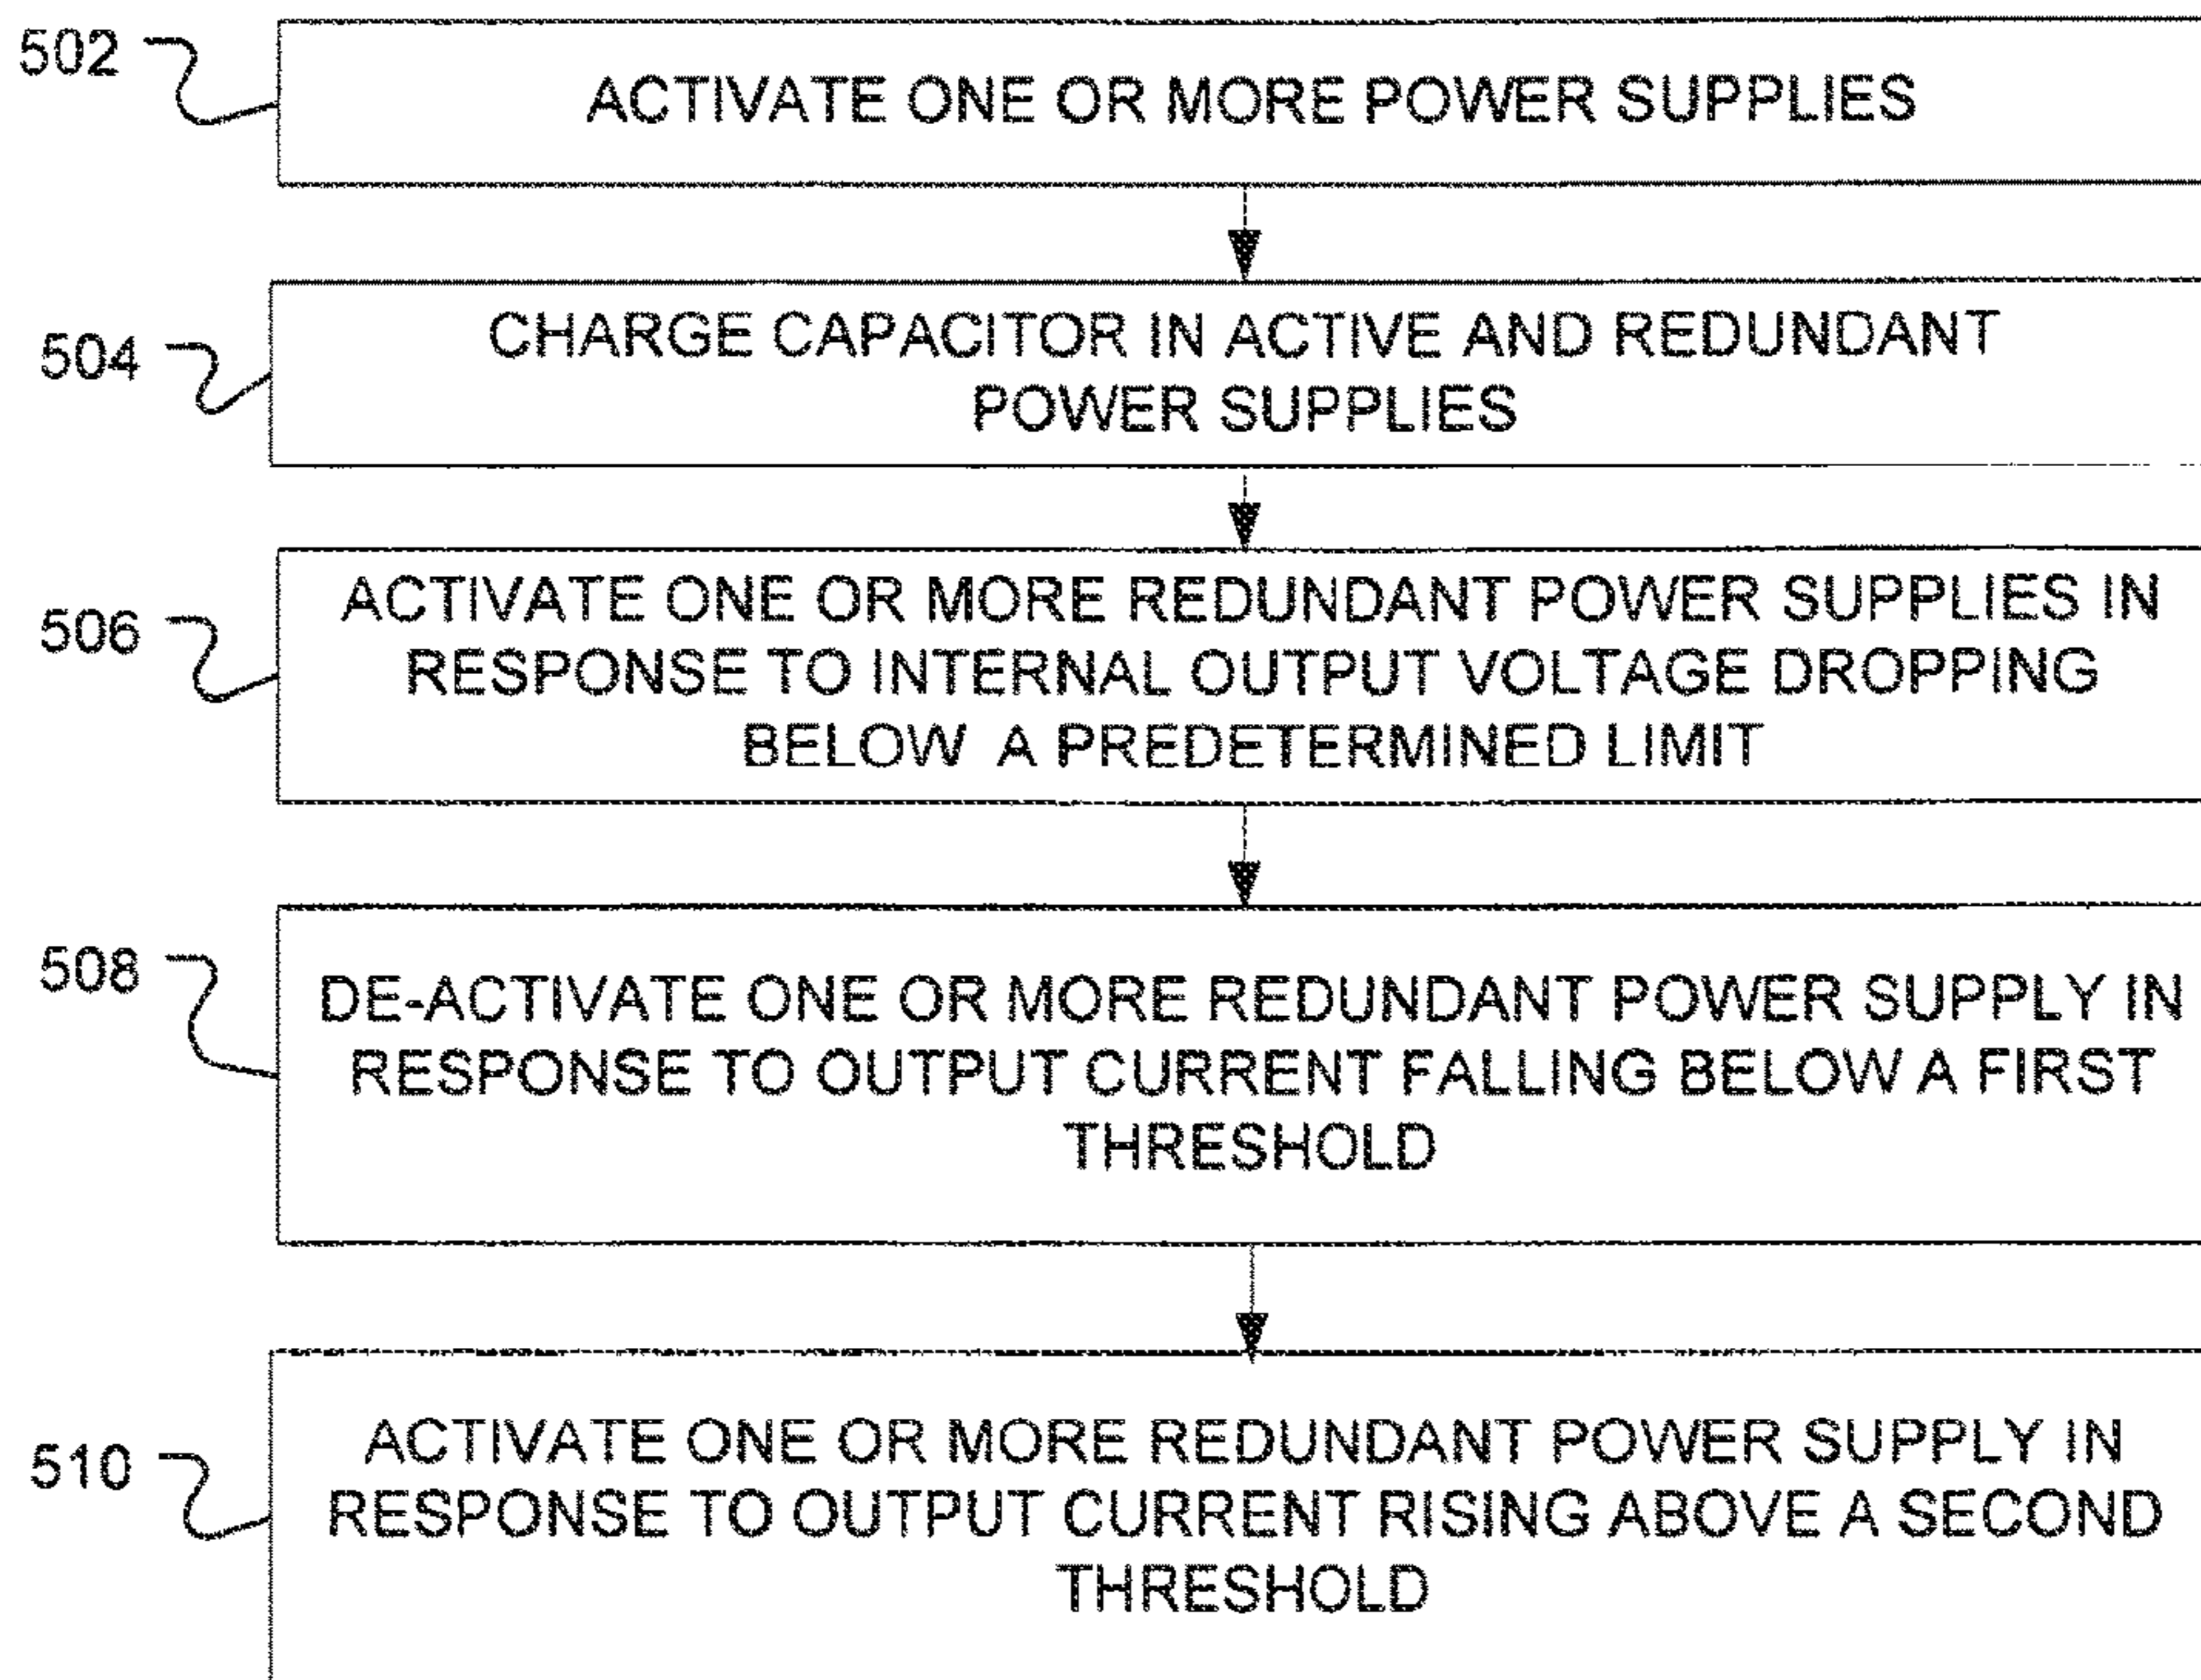 502
ACTIVATE ONE OR MORE POWER SUPPLIES
504
CHARGE CAPACITOR IN ACTIVE AND REDUNDANT
POWER SUPPLIES
506
ACTIVATE ONE OR MORE REDUNDANT POWER SUPPLIES IN
RESPONSE TO INTERNAL OUTPUT VOLTAGE DROPPING
BELOW A PREDETERMINED LIMIT
508
DE-ACTIVATE ONE OR MORE REDUNDANT POWER SUPPLY IN
RESPONSE TO OUTPUT CURRENT FALLING BELOW A FIRST
THRESHOLD
510
ACTIVATE ONE OR MORE REDUNDANT POWER SUPPLY IN
RESPONSE TO OUTPUT CURRENT RISING ABOVE A SECOND
THRESHOLD